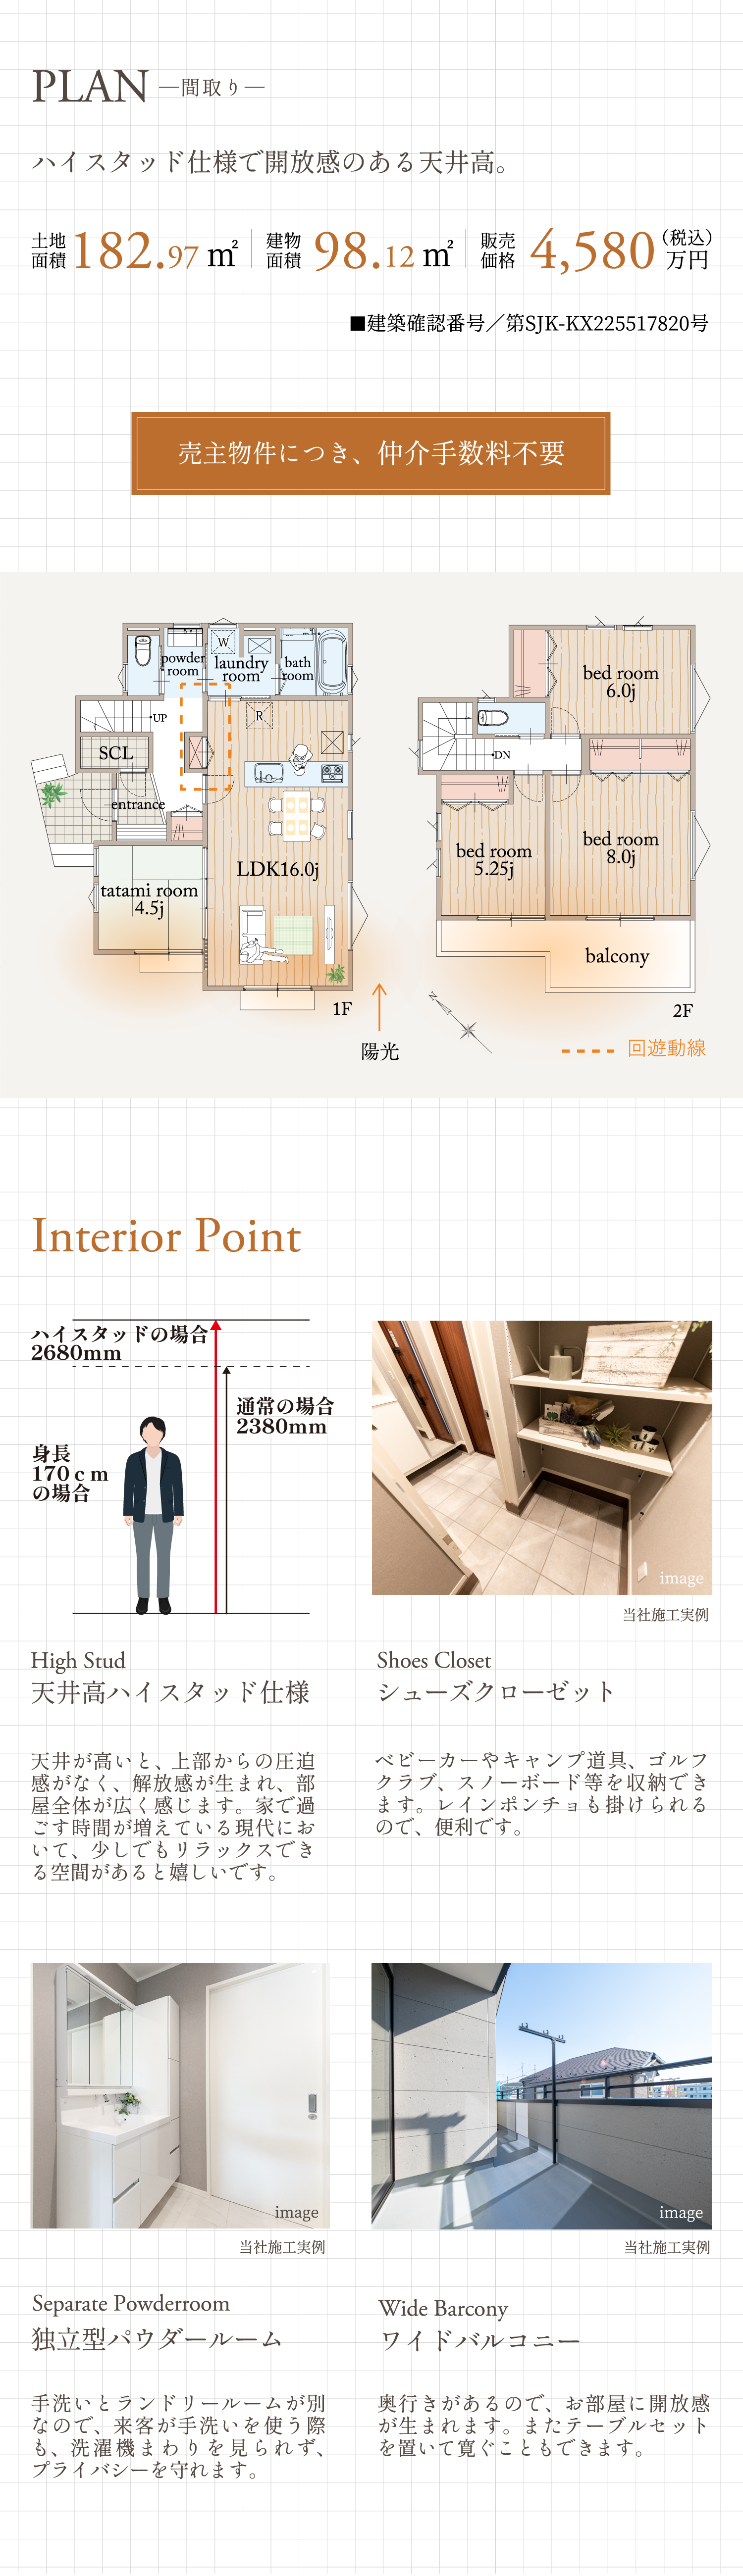 PLAN ―間取り―
ハイスタッド仕様で開放感のある天井高。
土地面積 182.97 m² 建物面積 98.12 m² 販売価格 4,580 (税込)万円
■建築確認番号／第SJK-KX225517820号
売主物件につき、仲介手数料不要
powder room
W
laundry room
bath room
UP
R
SCL
entrance
LDK16.0j
tatami room
4.5j
1F
bed room
6.0j
DN
bed room
5.25j
bed room
8.0j
balcony
2F
陽光
N
回遊動線
Interior Point
ハイスタッドの場合
2680mm
通常の場合
2380mm
身長
170ｃｍ
の場合
image
当社施工実例
High Stud
天井高ハイスタッド仕様
天井が高いと、上部からの圧迫
感がなく、解放感が生まれ、部
屋全体が広く感じます。家で過
ごす時間が増えている現代にお
いて、少しでもリラックスでき
る空間があると嬉しいです。
Shoes Closet
シューズクローゼット
ベビーカーやキャンプ道具、ゴルフ
クラブ、スノーボード等を収納でき
ます。レインポンチョも掛けられる
ので、便利です。
image
当社施工実例
image
当社施工実例
Separate Powderroom
独立型パウダールーム
手洗いとランドリールームが別
なので、来客が手洗いを使う際
も、洗濯機まわりを見られず、
プライバシーを守れます。
Wide Barcony
ワイドバルコニー
奥行きがあるので、お部屋に開放感
が生まれます。またテーブルセット
を置いて寛ぐこともできます。